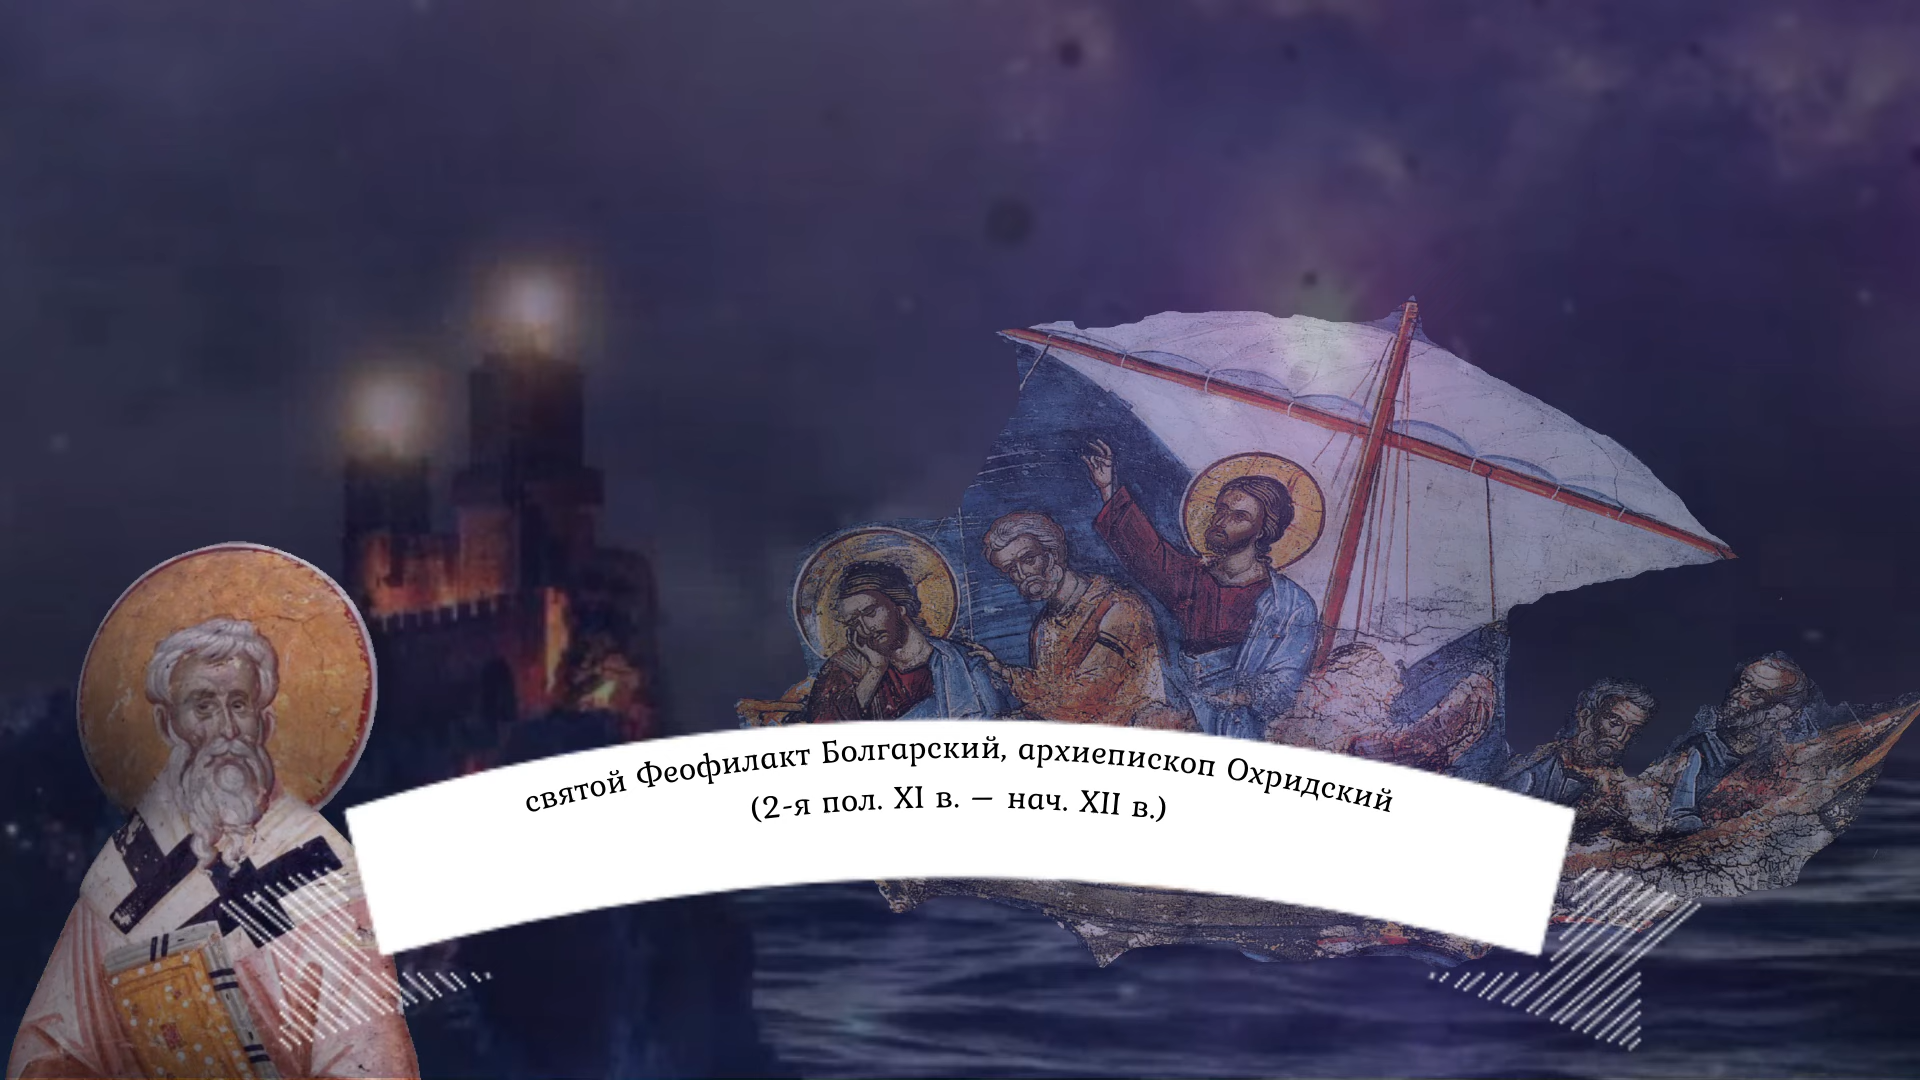 святой Феофилакт Болгарский, архиепископ Охридский
(2-я пол. XI в. — нач. XII в.)